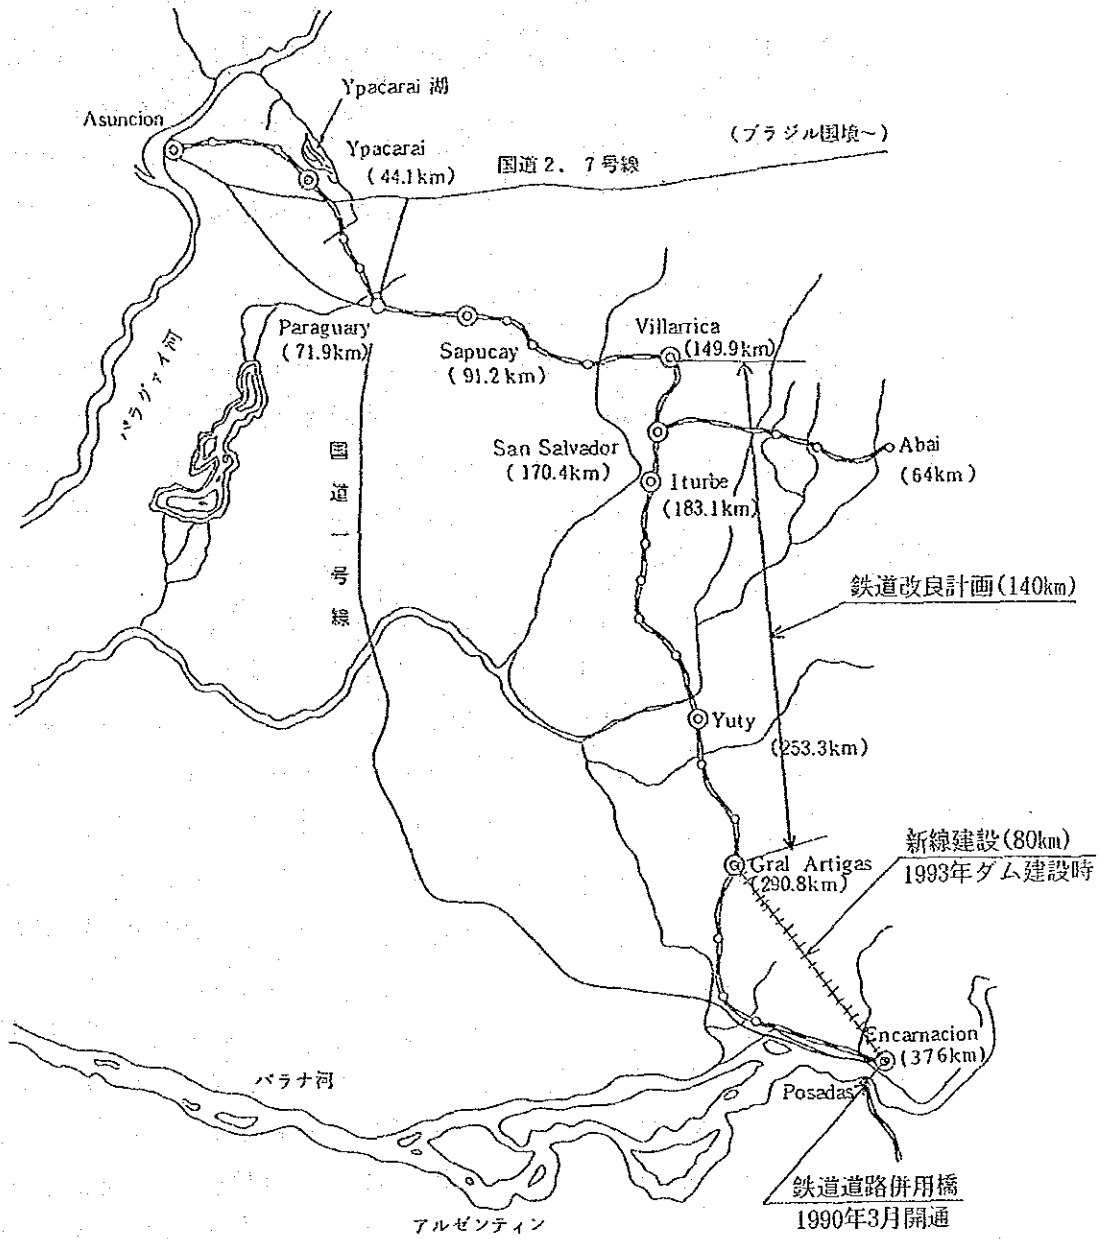 Ypacarai 湖
Asuncion
(ブラジル国境～)
Ypacarai
(44.1km)
国道2．7号線
パラグァイ河
Paraguary
(71.9km)
Sapucay
(91.2km)
Villarrica
(149.9km)
San Salvador
(170.4km)
Abai
(64km)
Iturbe
(183.1km)
国道一号線
鉄道改良計画(140km)
Yuty
(253.3km)
新線建設(80km)
1993年ダム建設時
Gral Artigas
(290.8km)
Encarnacion
(376km)
パラナ河
Posadas
鉄道道路併用橋
1990年3月開通
アルゼンティン